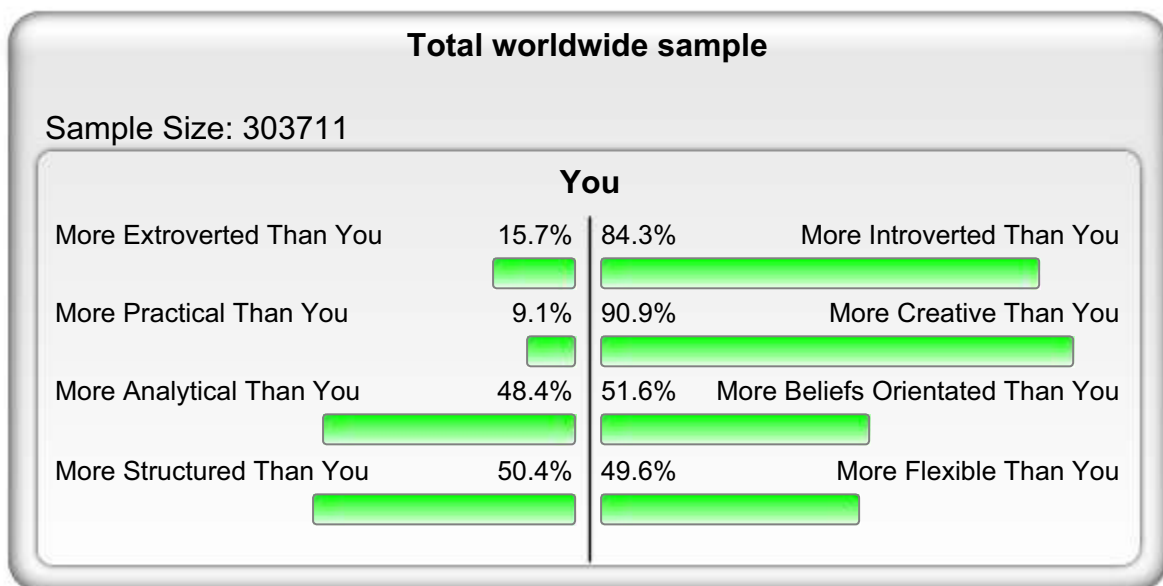 Total worldwide sample
Sample Size: 303711
You
More Extroverted Than You 15.7% 84.3% More Introverted Than You
More Practical Than You 9.1% 90.9% More Creative Than You
More Analytical Than You 48.4% 51.6% More Beliefs Orientated Than You
More Structured Than You 50.4% 49.6% More Flexible Than You